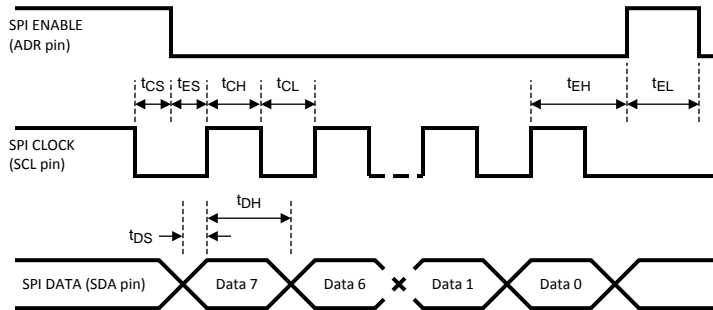 SPI ENABLE
(ADR pin)
tCS tES tCH tCL tEH tEL
SPI CLOCK
(SCL pin)
tDH
tDS
SPI DATA (SDA pin) Data 7 Data 6 Data 1 Data 0